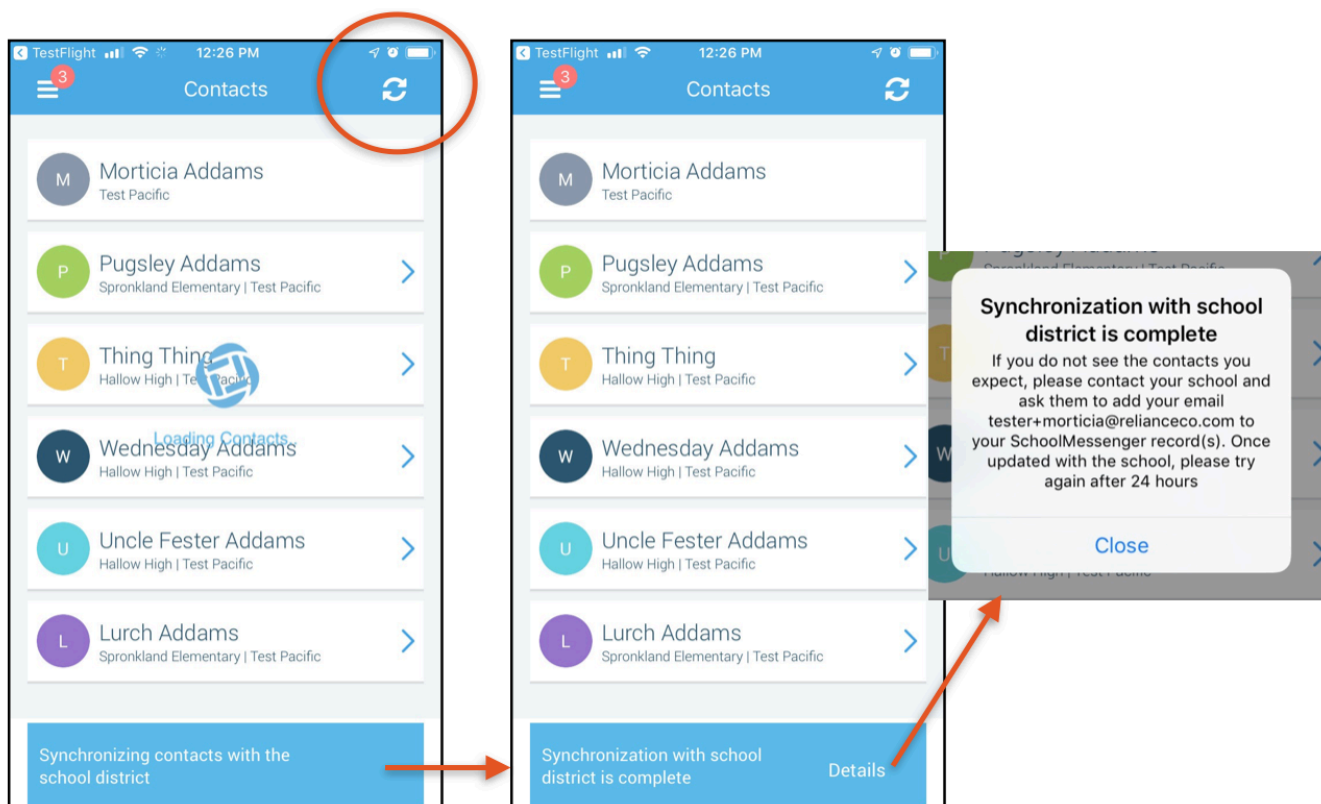 TestFlight 12:26 PM
3
Contacts
M
Morticia Addams
Test Pacific
P
Pugsley Addams
Spronkland Elementary | Test Pacific
T
Thing Thing
Hallow High | Test Pacific
Loading Contacts..
W
Wednesday Addams
Hallow High | Test Pacific
U
Uncle Fester Addams
Hallow High | Test Pacific
L
Lurch Addams
Spronkland Elementary | Test Pacific
Synchronizing contacts with the
school district
TestFlight 12:26 PM
3
Contacts
M
Morticia Addams
Test Pacific
P
Pugsley Addams
Spronkland Elementary | Test Pacific
T
Thing Thing
Hallow High | Test Pacific
W
Wednesday Addams
Hallow High | Test Pacific
U
Uncle Fester Addams
Hallow High | Test Pacific
L
Lurch Addams
Spronkland Elementary | Test Pacific
Synchronization with school
district is complete
Details
Synchronization with school
district is complete
If you do not see the contacts you
expect, please contact your school and
ask them to add your email
tester+morticia@relianceco.com to
your SchoolMessenger record(s). Once
updated with the school, please try
again after 24 hours
Close